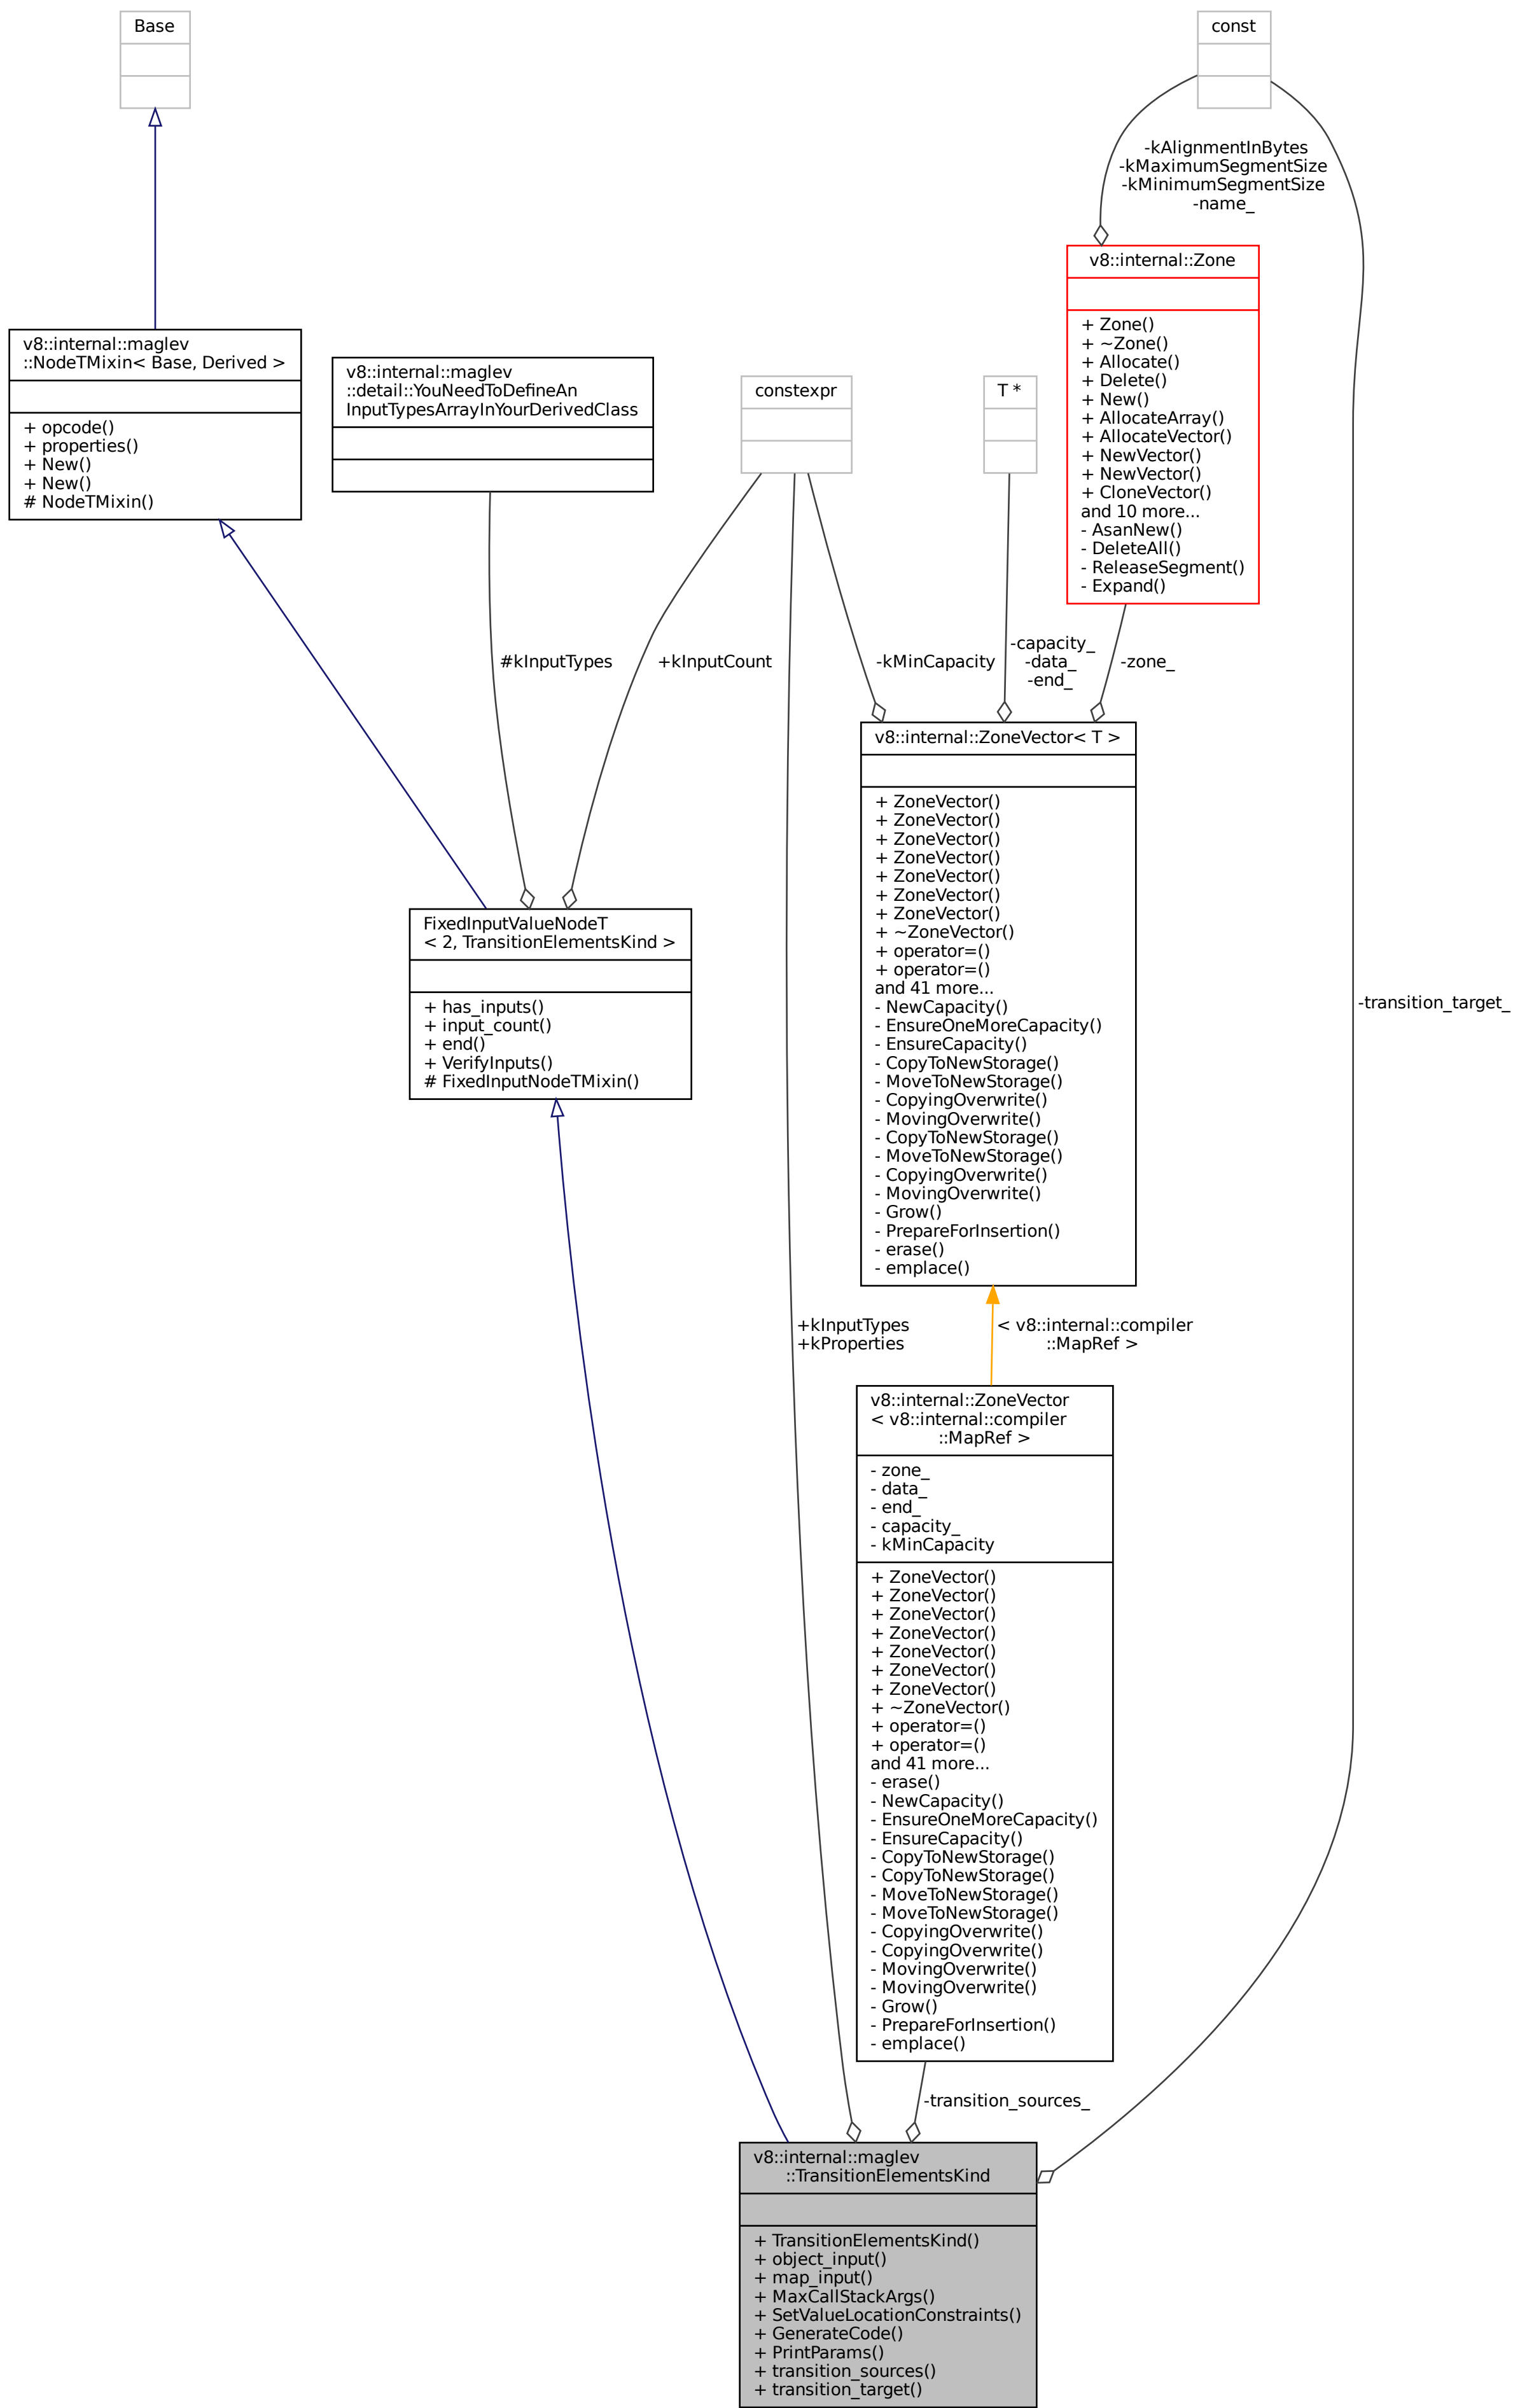 Base
const
-kAlignmentInBytes
-kMaximumSegmentSize
-kMinimumSegmentSize
-name_
v8::internal::Zone
+ Zone()
+ ~Zone()
+ Allocate()
+ Delete()
+ New()
+ AllocateArray()
+ AllocateVector()
+ NewVector()
+ NewVector()
+ CloneVector()
and 10 more...
- AsanNew()
- DeleteAll()
- ReleaseSegment()
- Expand()
v8::internal::maglev
::NodeTMixin< Base, Derived >
+ opcode()
+ properties()
+ New()
+ New()
# NodeTMixin()
v8::internal::maglev
::detail::YouNeedToDefineAn
InputTypesArrayInYourDerivedClass
constexpr
T *
#kInputTypes
+kInputCount
-kMinCapacity
-capacity_
-data_
-end_
-zone_
v8::internal::ZoneVector< T >
+ ZoneVector()
+ ZoneVector()
+ ZoneVector()
+ ZoneVector()
+ ZoneVector()
+ ZoneVector()
+ ZoneVector()
+ ~ZoneVector()
+ operator=()
+ operator=()
and 41 more...
- NewCapacity()
- EnsureOneMoreCapacity()
- EnsureCapacity()
- CopyToNewStorage()
- MoveToNewStorage()
- CopyingOverwrite()
- MovingOverwrite()
- CopyToNewStorage()
- MoveToNewStorage()
- CopyingOverwrite()
- MovingOverwrite()
- Grow()
- PrepareForInsertion()
- erase()
- emplace()
FixedInputValueNodeT
< 2, TransitionElementsKind >
+ has_inputs()
+ input_count()
+ end()
+ VerifyInputs()
# FixedInputNodeTMixin()
-transition_target_
+kInputTypes
+kProperties
< v8::internal::compiler
::MapRef >
v8::internal::ZoneVector
< v8::internal::compiler
::MapRef >
- zone_
- data_
- end_
- capacity_
- kMinCapacity
+ ZoneVector()
+ ZoneVector()
+ ZoneVector()
+ ZoneVector()
+ ZoneVector()
+ ZoneVector()
+ ZoneVector()
+ ~ZoneVector()
+ operator=()
+ operator=()
and 41 more...
- erase()
- NewCapacity()
- EnsureOneMoreCapacity()
- EnsureCapacity()
- CopyToNewStorage()
- CopyToNewStorage()
- MoveToNewStorage()
- MoveToNewStorage()
- CopyingOverwrite()
- CopyingOverwrite()
- MovingOverwrite()
- MovingOverwrite()
- Grow()
- PrepareForInsertion()
- emplace()
-transition_sources_
v8::internal::maglev
::TransitionElementsKind
+ TransitionElementsKind()
+ object_input()
+ map_input()
+ MaxCallStackArgs()
+ SetValueLocationConstraints()
+ GenerateCode()
+ PrintParams()
+ transition_sources()
+ transition_target()